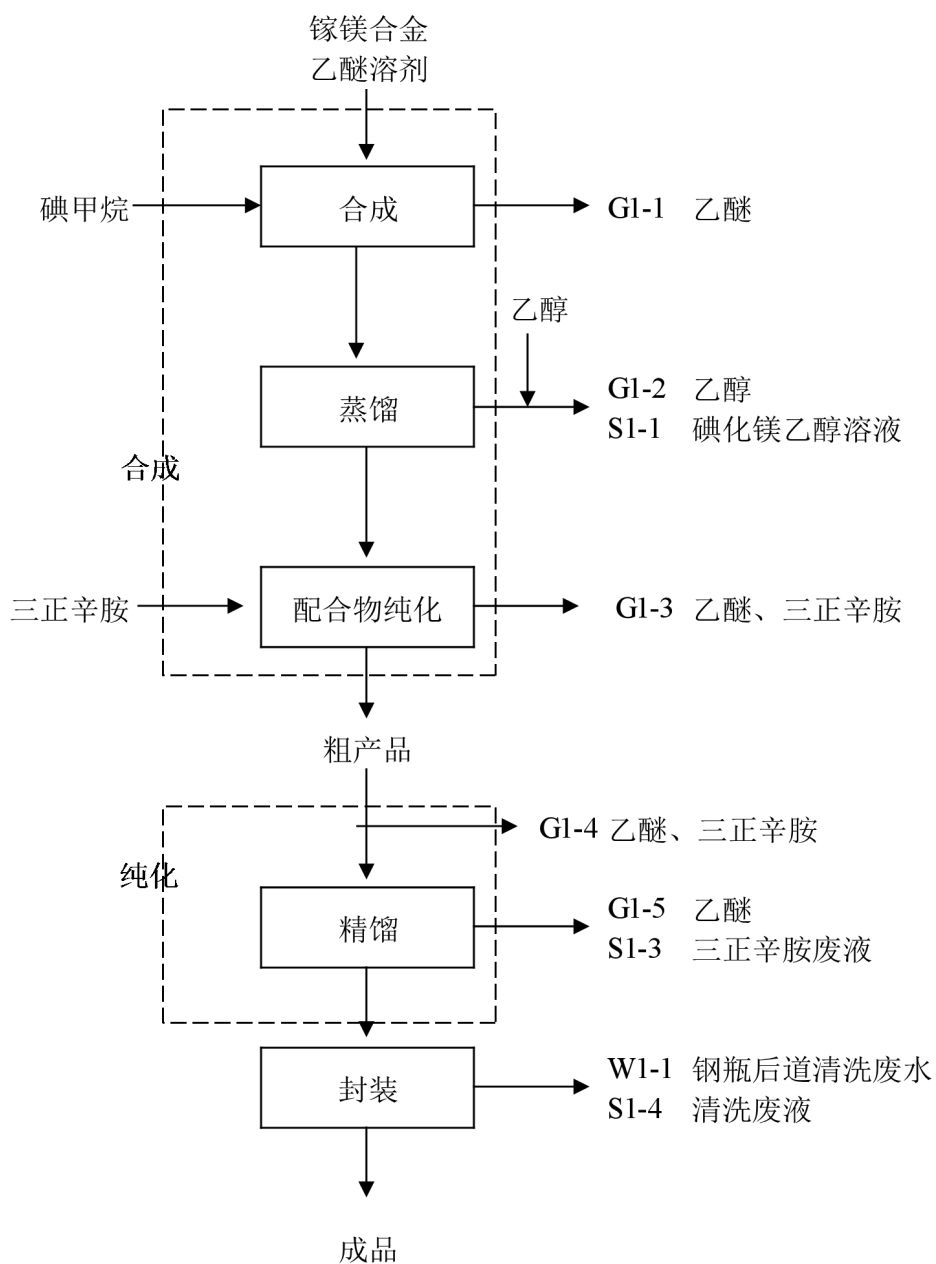 镓镁合金
乙醚溶剂
碘甲烷
合成
G1-1 乙醚
乙醇
蒸馏
G1-2 乙醇
S1-1 碘化镁乙醇溶液
合成
三正辛胺
配合物纯化
G1-3 乙醚、三正辛胺
粗产品
G1-4 乙醚、三正辛胺
纯化
精馏
G1-5 乙醚
S1-3 三正辛胺废液
封装
W1-1 钢瓶后道清洗废水
S1-4 清洗废液
成品